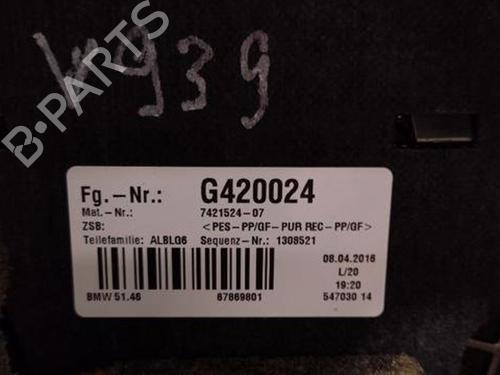 W939
B-PARTS
Fg.-Nr.: G420024
Mat.-Nr.: 7421524-07
ZSB: <PES-PP/GF-PUR REC-PP/GF>
Teilefamilie: ALBLG6 Sequenz-Nr.: 1308521
08.04.2016
L/20
19:20
BMW 51.46 67869801 547030 14